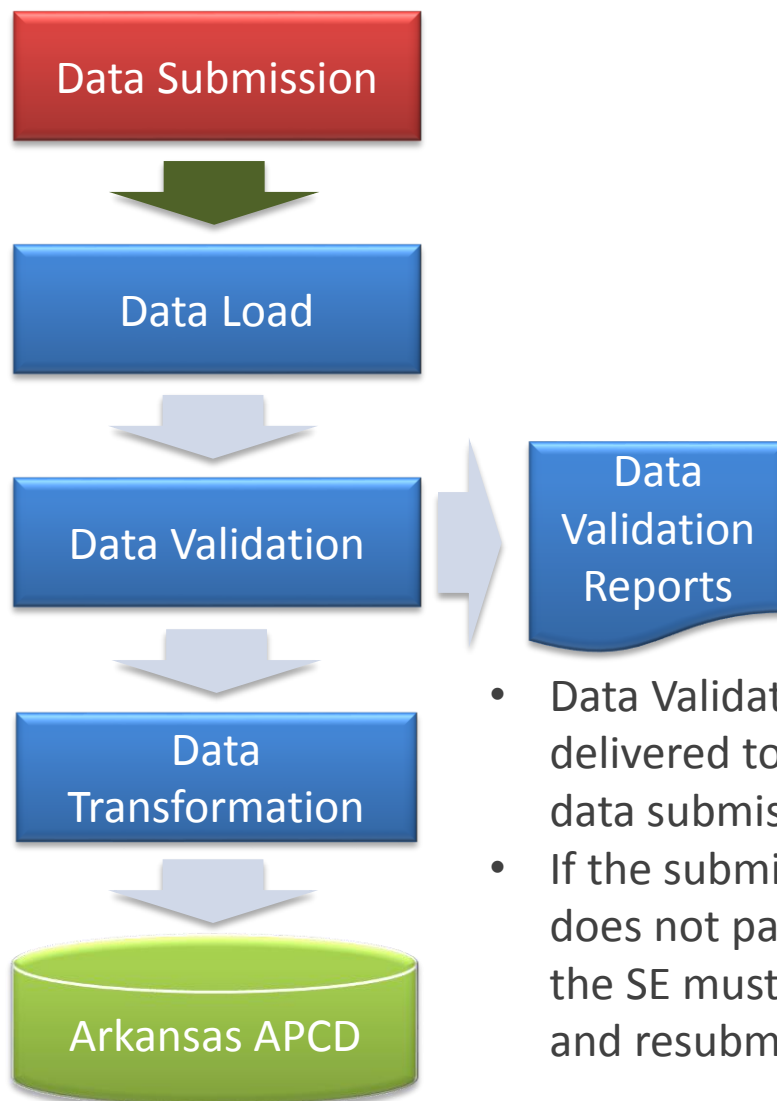 Data Submission
Data Load
Data Validation
Data
Validation
Reports
Data
Transformation
Arkansas APCD
• Data
delivered
data
• If the
does not
the SE must
and